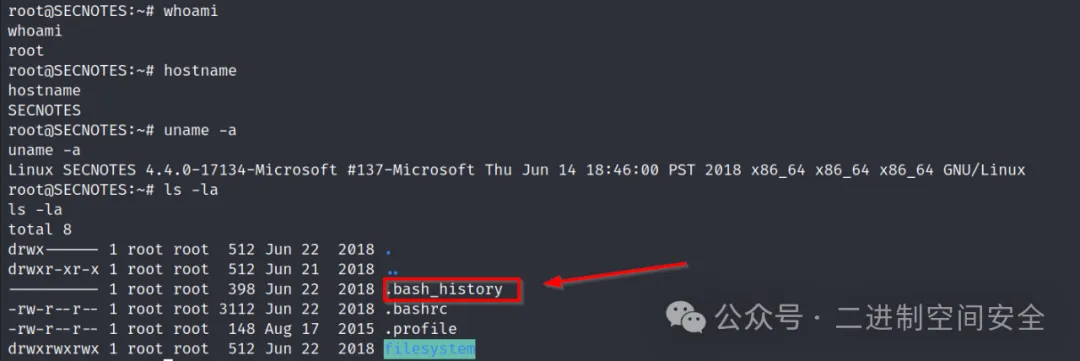 root@SECNOTES:~# whoami
whoami
root
root@SECNOTES:~# hostname
hostname
SECNOTES
root@SECNOTES:~# uname -a
uname -a
Linux SECNOTES 4.4.0-17134-Microsoft #137-Microsoft Thu Jun 14 18:46:00 PST 2018 x86_64 x86_64 x86_64 GNU/Linux
root@SECNOTES:~# ls -la
ls -la
total 8
drwx------ 1 root root  512 Jun 22  2018 .
drwxr-xr-x 1 root root  512 Jun 21  2018 ..
---------- 1 root root  398 Jun 22  2018 .bash_history
-rw-r--r-- 1 root root 3112 Jun 22  2018 .bashrc
-rw-r--r-- 1 root root  148 Aug 17  2015 .profile
drwxrwxrwx 1 root root  512 Jun 22  2018 filesystem
公众号 · 二进制空间安全